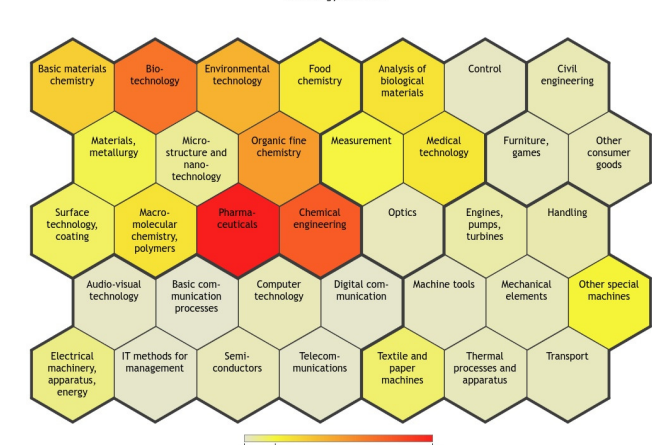 Basic materials
chemistry
Bio-
technology
Environmental
technology
Food
chemistry
Analysis of
biological
materials
Control
Civil
engineering
Materials,
metallurgy
Micro-
structure and
nano-
technology
Organic fine
chemistry
Measurement
Medical
technology
Furniture,
games
Other
consumer
goods
Surface
technology,
coating
Macro-
molecular
chemistry,
polymers
Pharma-
ceuticals
Chemical
engineering
Optics
Engines,
pumps,
turbines
Handling
Audio-visual
technology
Basic com-
munication
processes
Computer
technology
Digital com-
munication
Machine tools
Mechanical
elements
Other special
machines
Electrical
machinery,
apparatus,
energy
IT methods for
management
Semi-
conductors
Telecom-
munications
Textile and
paper
machines
Thermal
processes and
apparatus
Transport